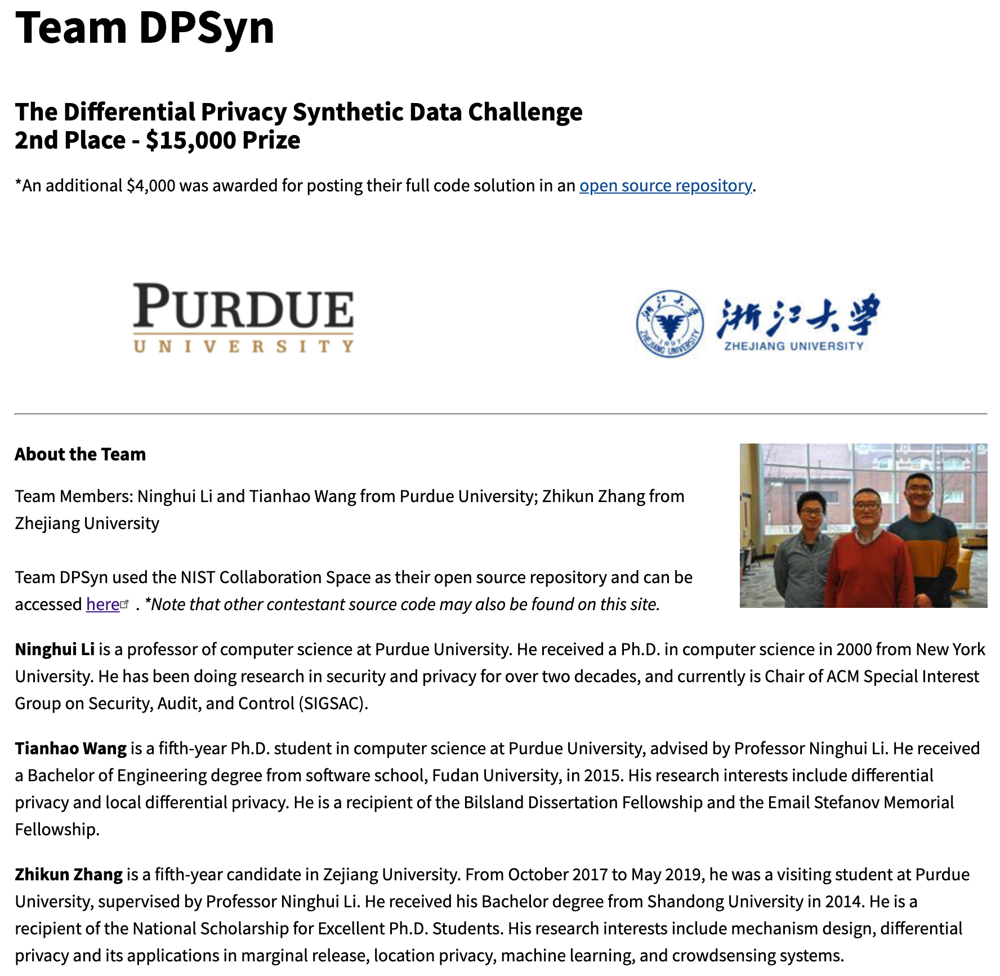 Team DPSyn
The Differential Privacy Synthetic Data Challenge
2nd Place - $15,000 Prize
*An additional $4,000 was awarded for posting their full code solution in an open source repository.
PURDUE
UNIVERSITY
浙江大学
ZHEJIANG UNIVERSITY
浙江大学
1897
ZHEJIANG UNIVERSITY
About the Team
Team Members: Ninghui Li and Tianhao Wang from Purdue University; Zhikun Zhang from
Zhejiang University
Team DPSyn used the NIST Collaboration Space as their open source repository and can be
accessed here . *Note that other contestant source code may also be found on this site.
Ninghui Li is a professor of computer science at Purdue University. He received a Ph.D. in computer science in 2000 from New York
University. He has been doing research in security and privacy for over two decades, and currently is Chair of ACM Special Interest
Group on Security, Audit, and Control (SIGSAC).
Tianhao Wang is a fifth-year Ph.D. student in computer science at Purdue University, advised by Professor Ninghui Li. He received
a Bachelor of Engineering degree from software school, Fudan University, in 2015. His research interests include differential
privacy and local differential privacy. He is a recipient of the Bilsland Dissertation Fellowship and the Email Stefanov Memorial
Fellowship.
Zhikun Zhang is a fifth-year candidate in Zejiang University. From October 2017 to May 2019, he was a visiting student at Purdue
University, supervised by Professor Ninghui Li. He received his Bachelor degree from Shandong University in 2014. He is a
recipient of the National Scholarship for Excellent Ph.D. Students. His research interests include mechanism design, differential
privacy and its applications in marginal release, location privacy, machine learning, and crowdsensing systems.